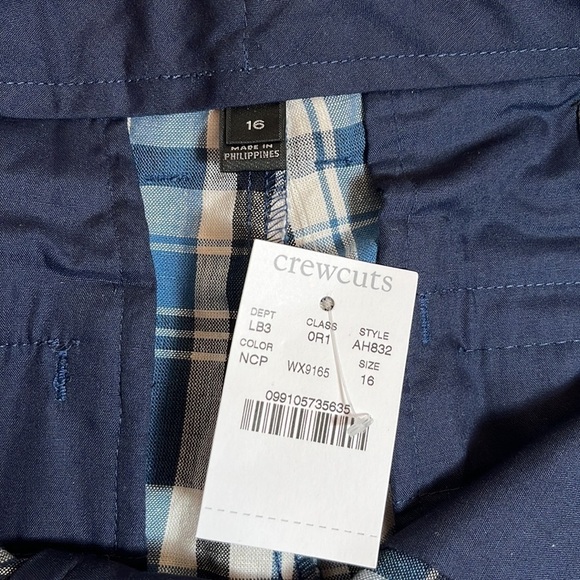 16
MADE IN
PHILIPPINES
crewcuts
DEPT CLASS STYLE
LB3 0R1 AH832
COLOR SIZE
NCP WX9165 16
099105735635